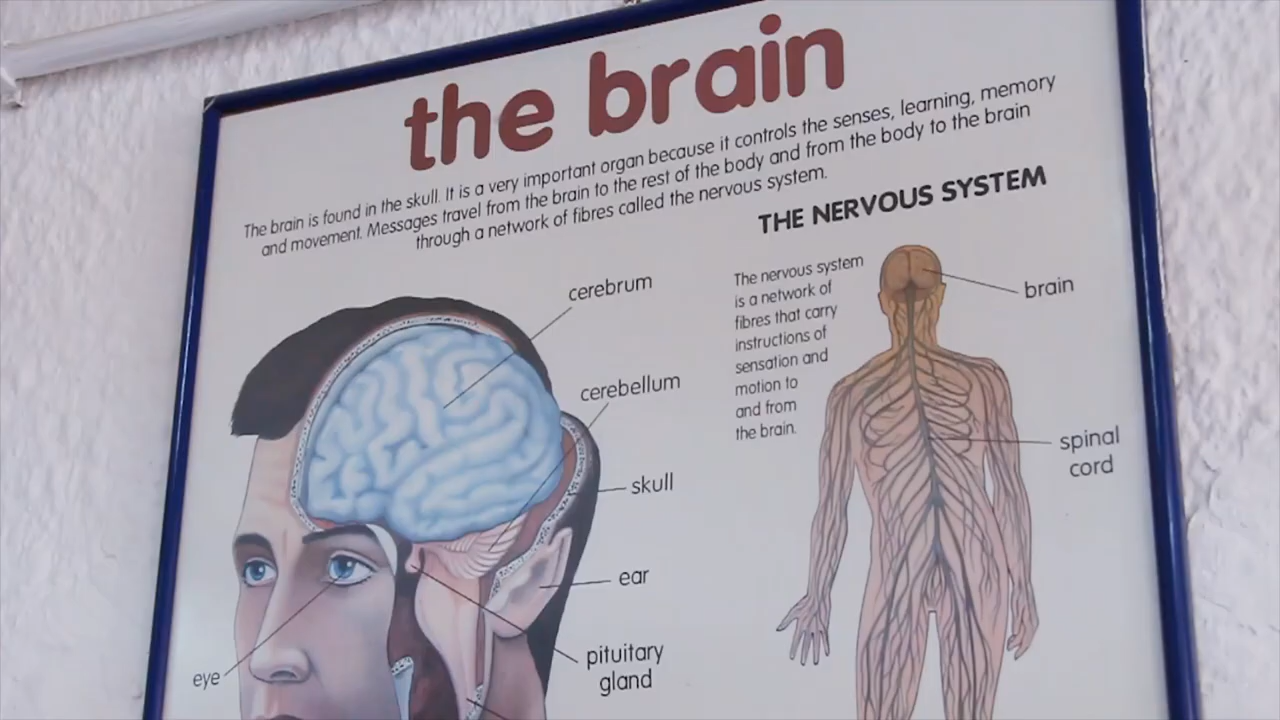 the brain
The brain is found in the skull. It is a very important organ because it controls the senses, learning, memory
and movement. Messages travel from the brain to the rest of the body and from the body to the brain
through a network of fibres called the nervous system.
cerebrum
cerebellum
skull
ear
pituitary
gland
eye
THE NERVOUS SYSTEM
The nervous system
is a network of
fibres that carry
instructions of
sensation and
motion to
and from
the brain.
brain
spinal
cord